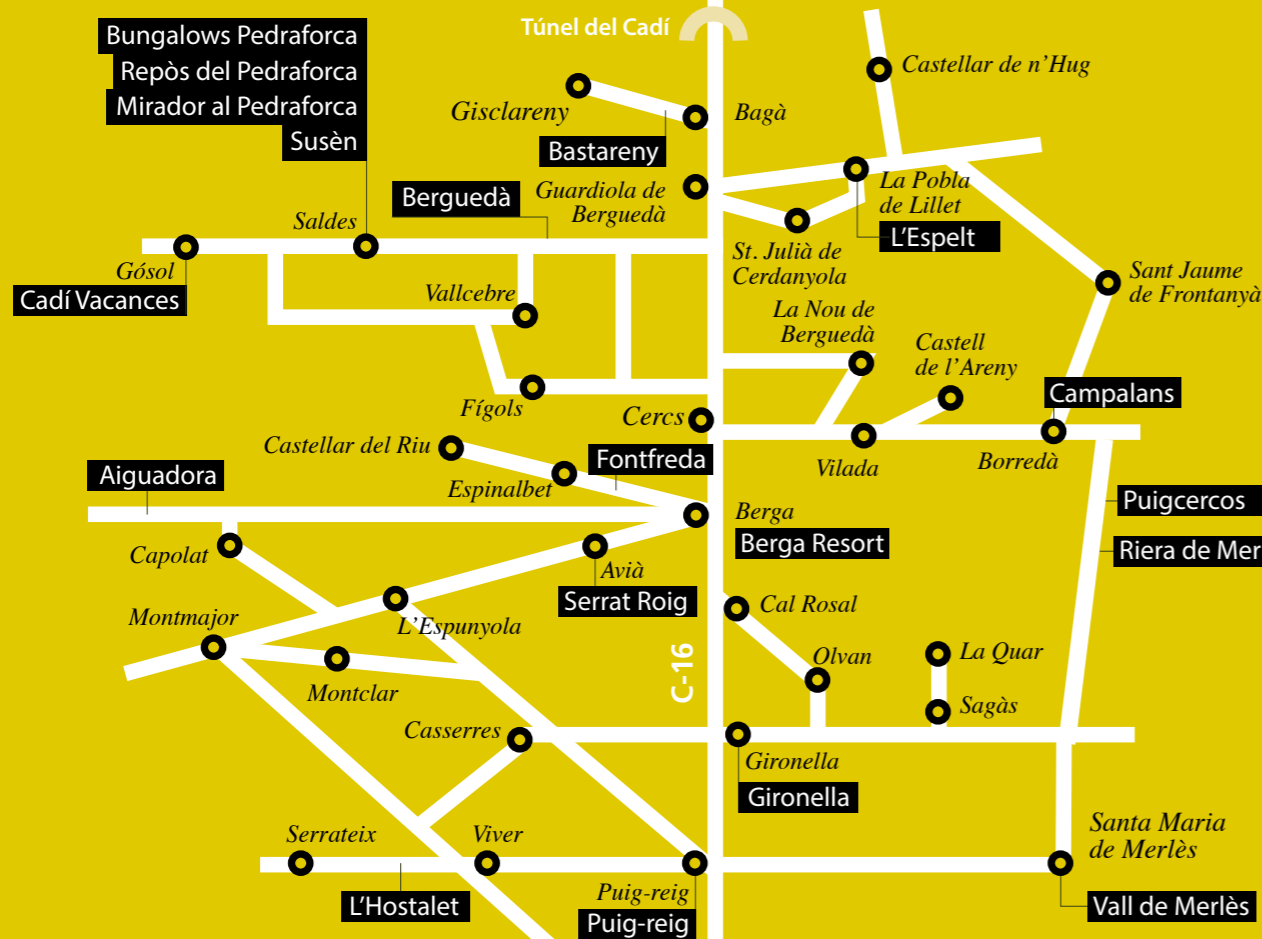 Túnel del Cadí
Bungalows Pedraforca
Repòs del Pedraforca
Mirador al Pedraforca
Susèn
Castellar de n'Hug
Gisclareny
Bagà
Bastareny
Guardiola de
Berguedà
La Pobla
de Lillet
L'Espelt
Berguedà
Saldes
St. Julià de
Cerdanyola
Gósol
Cadí Vacances
Sant Jaume
de Frontanyà
Vallcebre
La Nou de
Berguedà
Castell
de l'Areny
Campalans
Fígols
Cercs
Castellar del Riu
Fontfreda
Vilada
Borredà
Aiguadora
Espinalbet
Puigcercos
Berga
Berga Resort
Capolat
Riera de Mer
Avià
Serrat Roig
Cal Rosal
Montmajor
L'Espunyola
Olvan
La Quar
C-16
Montclar
Sagàs
Casserres
Gironella
Gironella
Serrateix
Viver
Santa Maria
de Merlès
Puig-reig
Puig-reig
L'Hostalet
Vall de Merlès